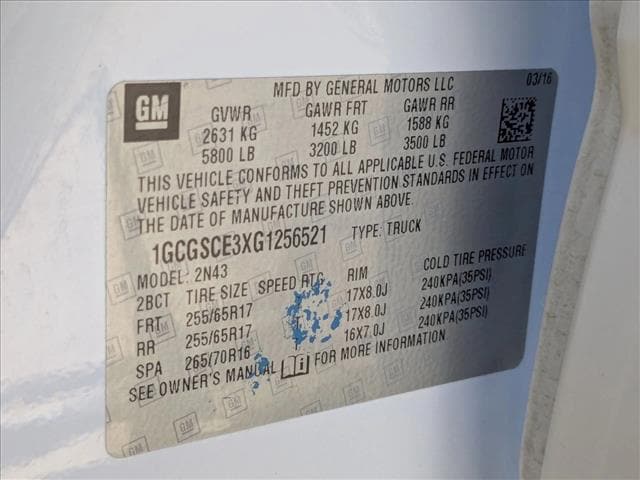 GM
MFD BY GENERAL MOTORS LLC 03/16
GVWR GAWR FRT GAWR RR
2631 KG 1452 KG 1588 KG
5800 LB 3200 LB 3500 LB
THIS VEHICLE CONFORMS TO ALL APPLICABLE U.S. FEDERAL MOTOR
VEHICLE SAFETY AND THEFT PREVENTION STANDARDS IN EFFECT ON
THE DATE OF MANUFACTURE SHOWN ABOVE.
1GCGSCE3XG1256521 TYPE: TRUCK
MODEL: 2N43
2BCT TIRE SIZE SPEED RTG RIM COLD TIRE PRESSURE
FRT 255/65R17 17X8.0J 240KPA(35PSI)
RR 255/65R17 17X8.0J 240KPA(35PSI)
SPA 265/70R16 16X7.0J 240KPA(35PSI)
SEE OWNER'S MANUAL FOR MORE INFORMATION.